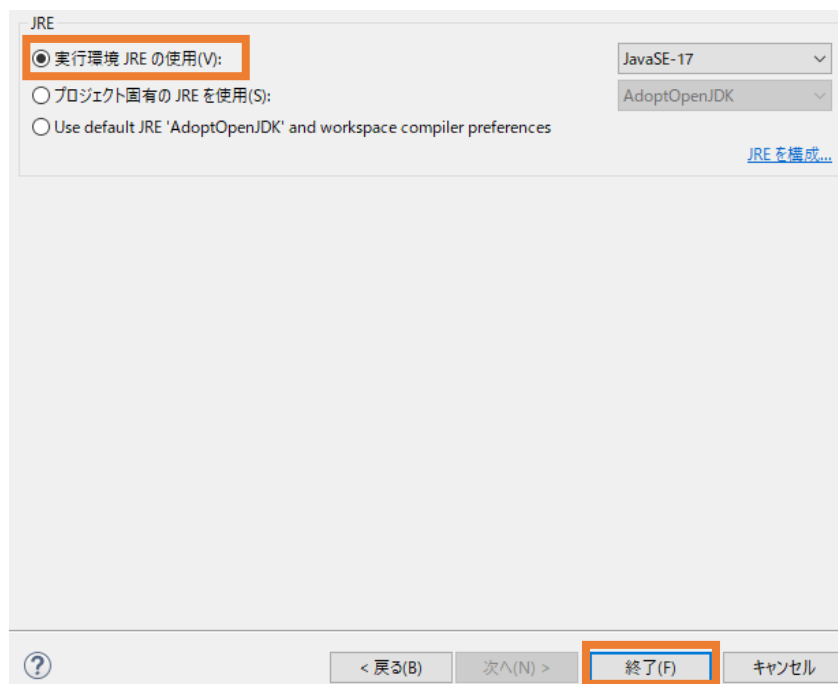 JRE
実行環境 JRE の使用(V): JavaSE-17
プロジェクト固有の JRE を使用(S): AdoptOpenJDK
Use default JRE 'AdoptOpenJDK' and workspace compiler preferences
JRE を構成...
? < 戻る(B) 次へ(N) > 終了(F) キャンセル